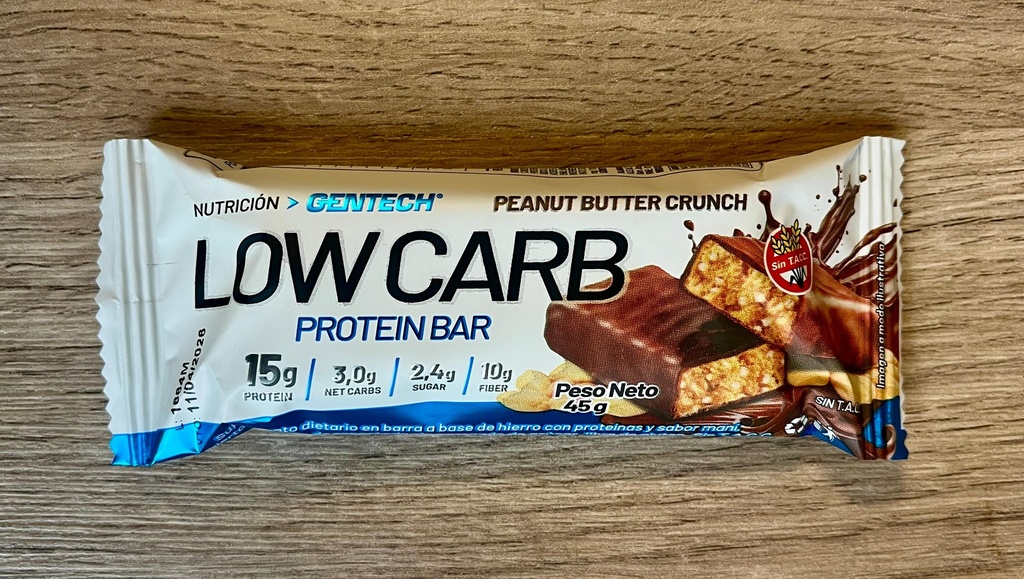 NUTRICIÓN > GENTECH®
PEANUT BUTTER CRUNCH
LOW CARB
PROTEIN BAR
15g
PROTEIN
3,0g
NET CARBS
2,4g
SUGAR
10g
FIBER
Peso Neto
45 g
Sin T.A.C.C.
Imagen a modo ilustrativo
SIN T.A.C
11/04/2028
to dietario en barra a base de hierro con proteínas y sabor maní.